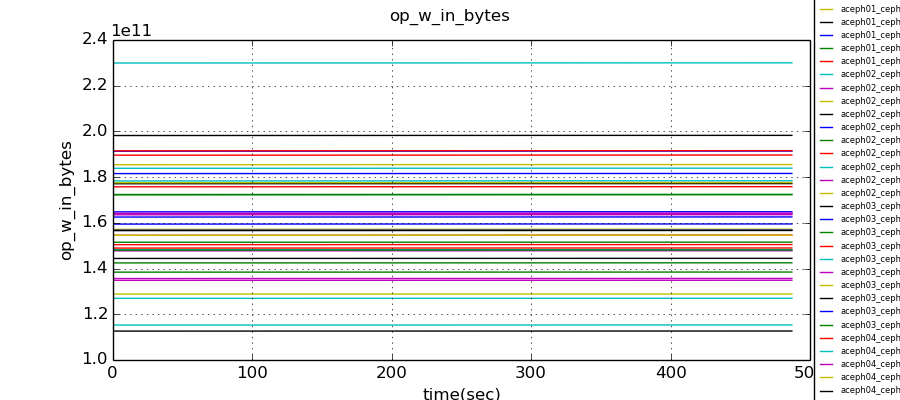 op_w_in_bytes
1e11
2.4
2.2
2.0
1.8
1.6
1.4
1.2
1.0
op_w_in_bytes
0
100
200
300
400
50
time(sec)
aceph01_ceph
aceph01_ceph
aceph01_ceph
aceph01_ceph
aceph01_ceph
aceph02_ceph
aceph02_ceph
aceph02_ceph
aceph02_ceph
aceph02_ceph
aceph02_ceph
aceph02_ceph
aceph02_ceph
aceph02_ceph
aceph02_ceph
aceph03_ceph
aceph03_ceph
aceph03_ceph
aceph03_ceph
aceph03_ceph
aceph03_ceph
aceph03_ceph
aceph03_ceph
aceph03_ceph
aceph03_ceph
aceph04_ceph
aceph04_ceph
aceph04_ceph
aceph04_ceph
aceph04_ceph